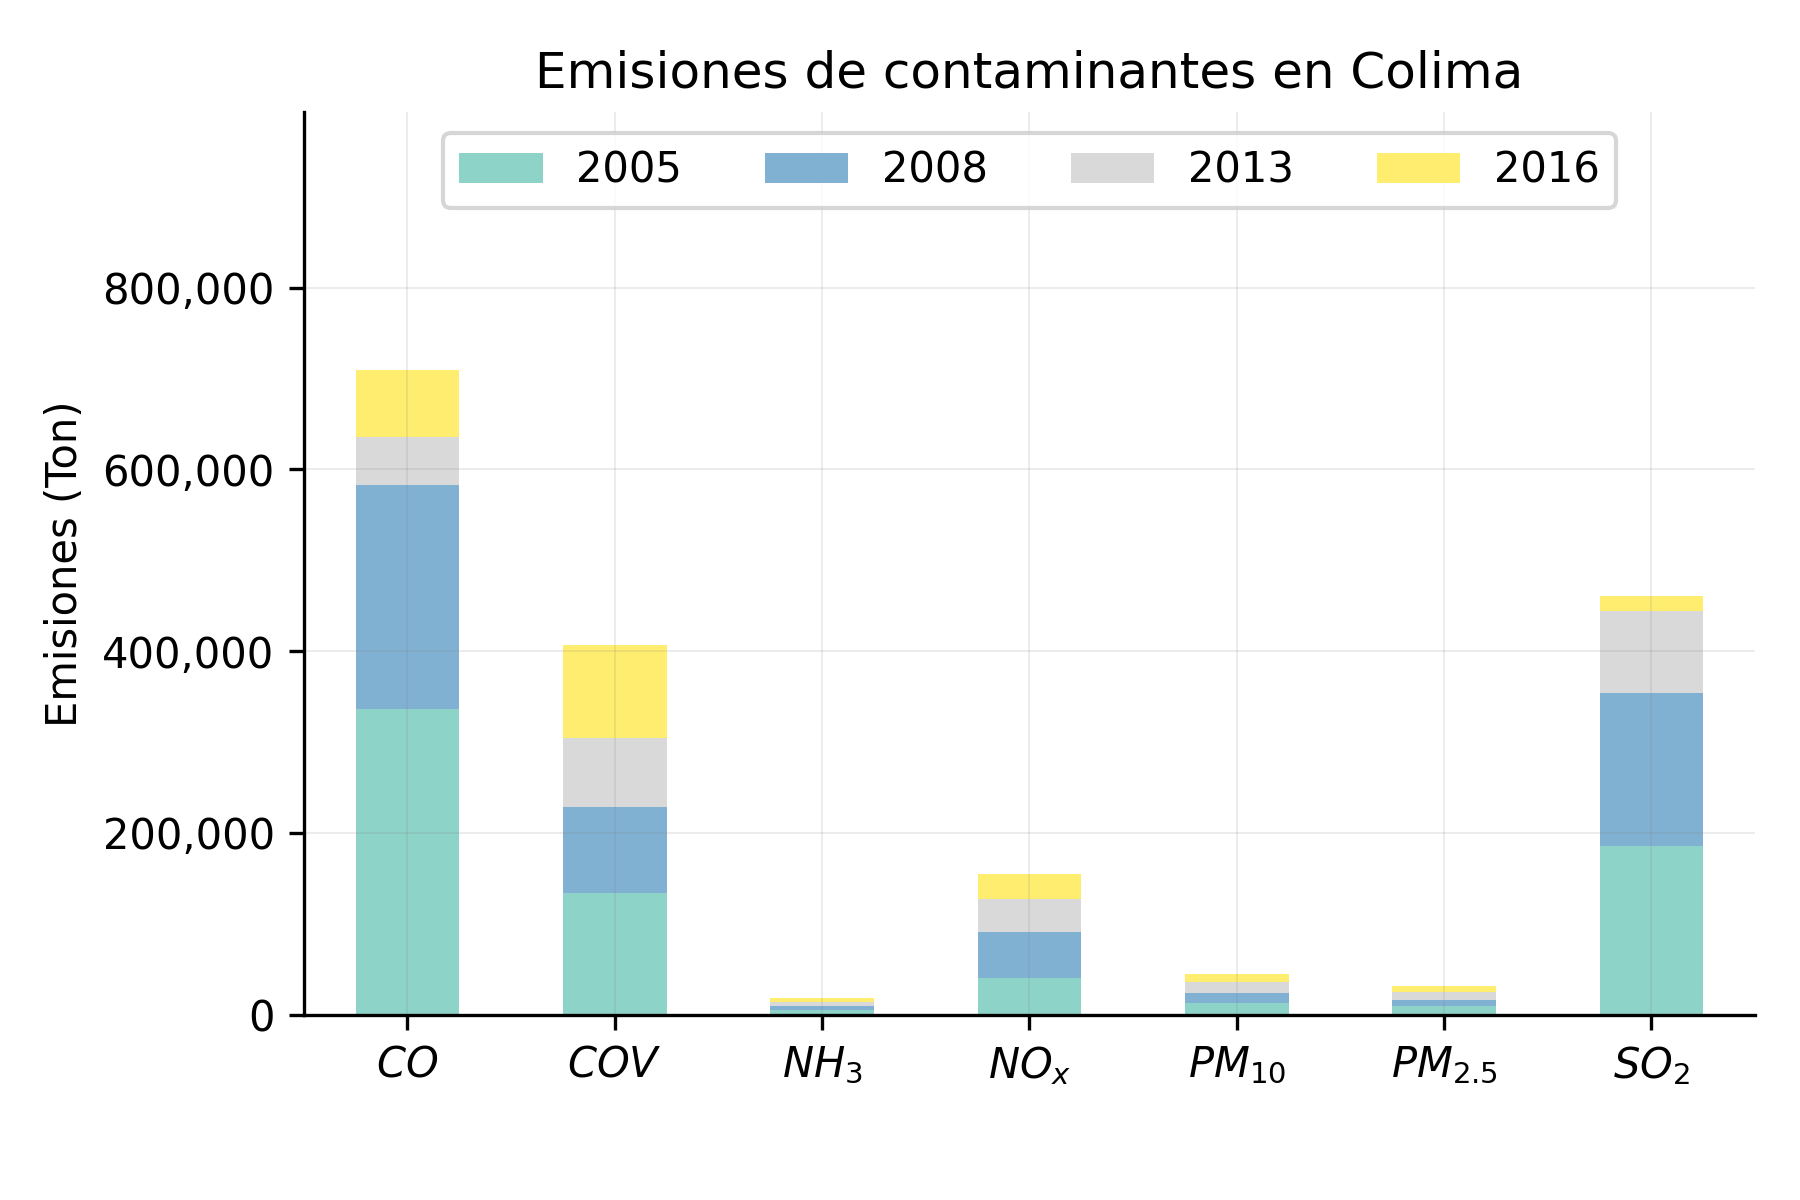 Emisiones de contaminantes en Colima
2005 2008 2013 2016
800,000
600,000
400,000
200,000
0
Emisiones (Ton)
CO COV NH₃ NOₓ PM₁₀ PM₂.₅ SO₂